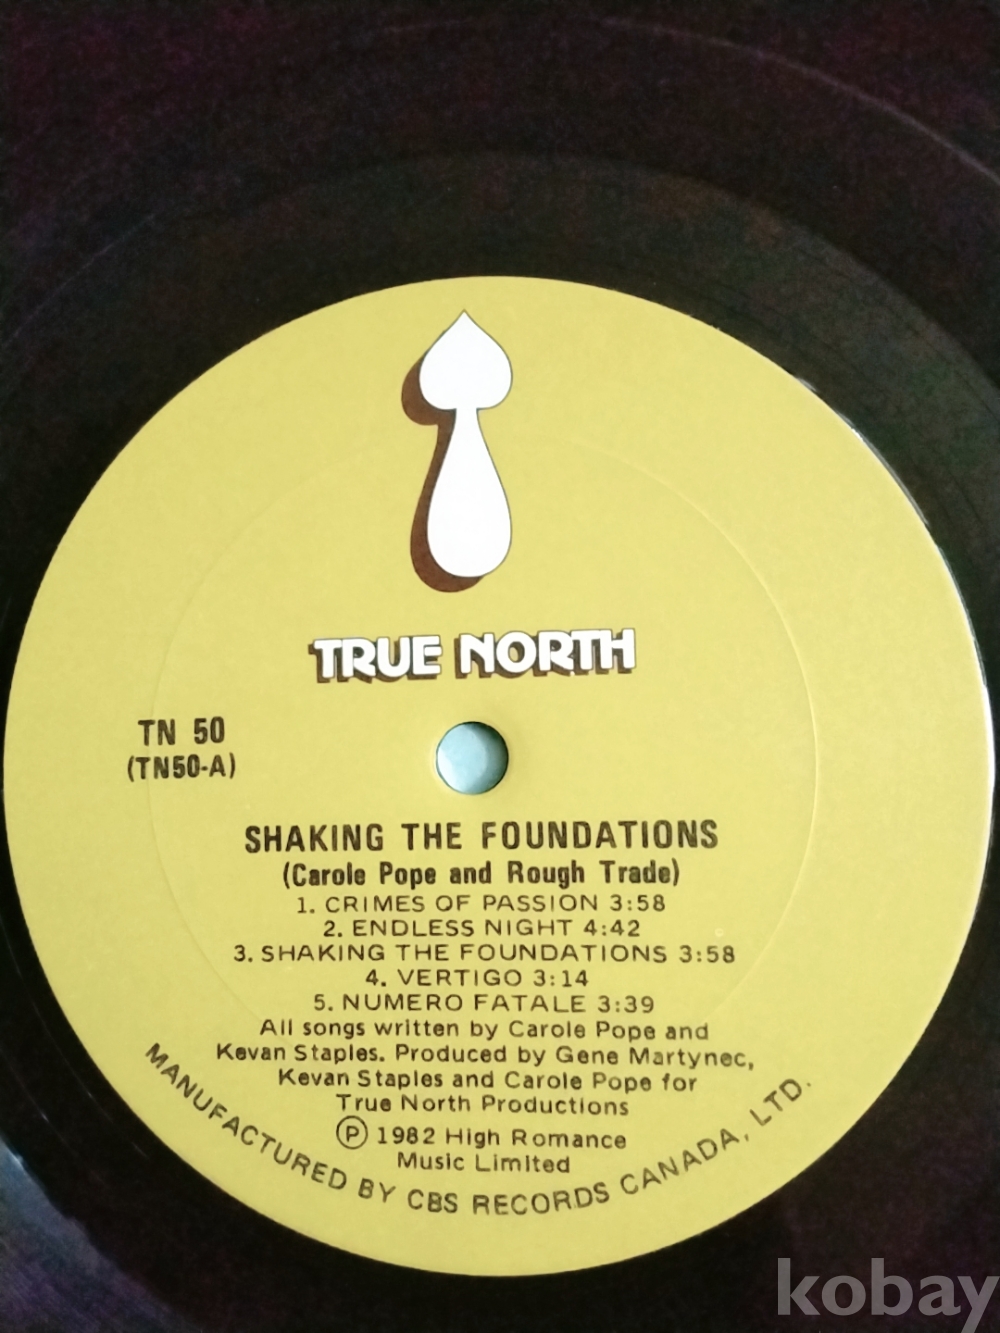 TRUE NORTH
TN 50
(TN50-A)
SHAKING THE FOUNDATIONS
(Carole Pope and Rough Trade)
1. CRIMES OF PASSION 3:58
2. ENDLESS NIGHT 4:42
3. SHAKING THE FOUNDATIONS 3:58
4. VERTIGO 3:14
5. NUMERO FATALE 3:39
All songs written by Carole Pope and
Kevan Staples. Produced by Gene Martynec,
Kevan Staples and Carole Pope for
True North Productions
Ⓟ 1982 High Romance
Music Limited
MANUFACTURED BY CBS RECORDS CANADA, LTD.
kobay